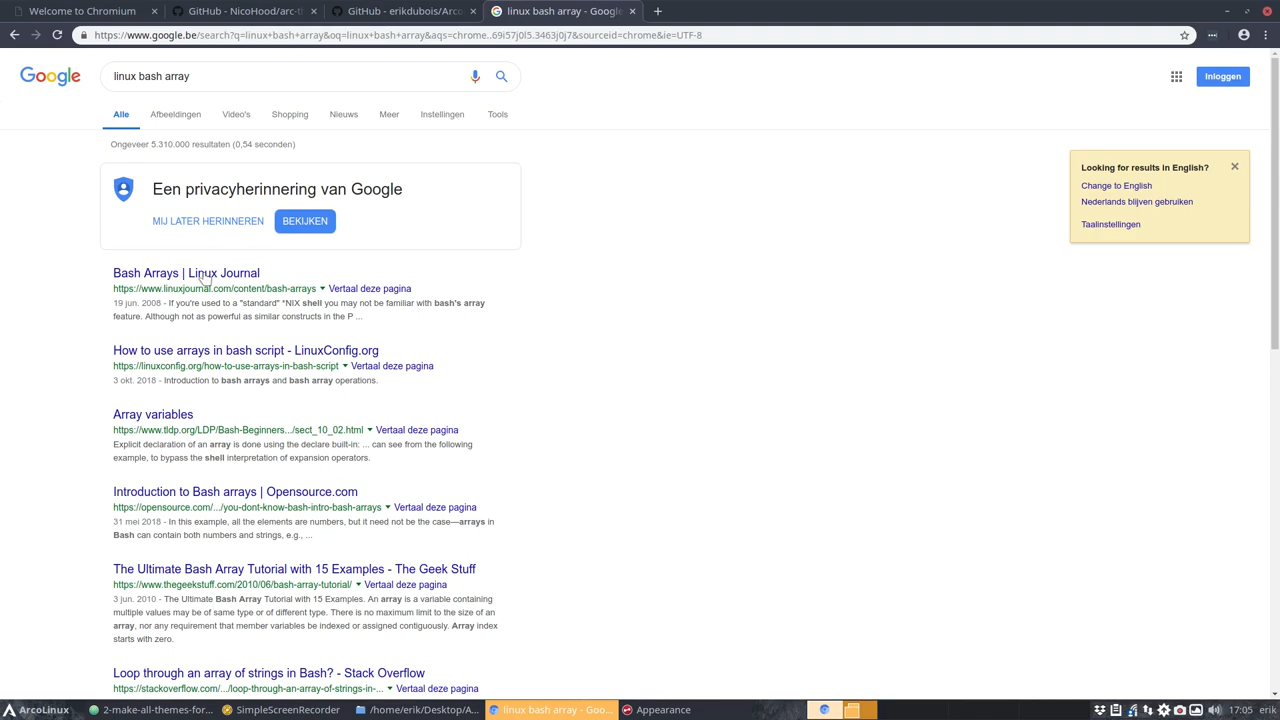 Welcome to Chromium
GitHub - NicoHood/arc-th
GitHub - erikdubois/Arc-t
linux bash array - Google
https://www.google.be/search?q=linux+bash+array&oq=linux+bash+array&aqs=chrome..69i57j0l5.3463j0j7&sourceid=chrome&ie=UTF-8
Google
linux bash array
Inloggen
Alle
Afbeeldingen
Video's
Shopping
Nieuws
Meer
Instellingen
Tools
Ongeveer 5.310.000 resultaten (0,54 seconden)
Looking for results in English?
Change to English
Nederlands blijven gebruiken
Taalinstellingen
Een privacyherinnering van Google
MIJ LATER HERINNEREN
BEKIJKEN
Bash Arrays | Linux Journal
https://www.linuxjournal.com/content/bash-arrays ▼ Vertaal deze pagina
19 jun. 2008 - If you're used to a "standard" *NIX shell you may not be familiar with bash's array
feature. Although not as powerful as similar constructs in the P ...
How to use arrays in bash script - LinuxConfig.org
https://linuxconfig.org/how-to-use-arrays-in-bash-script ▼ Vertaal deze pagina
3 okt. 2018 - Introduction to bash arrays and bash array operations.
Array variables
https://www.tldp.org/LDP/Bash-Beginners.../sect_10_02.html ▼ Vertaal deze pagina
Explicit declaration of an array is done using the declare built-in: ... can see from the following
example, to bypass the shell interpretation of expansion operators.
Introduction to Bash arrays | Opensource.com
https://opensource.com/.../you-dont-know-bash-intro-bash-arrays ▼ Vertaal deze pagina
31 mei 2018 - In this example, all the elements are numbers, but it need not be the case—arrays in
Bash can contain both numbers and strings, e.g., ...
The Ultimate Bash Array Tutorial with 15 Examples - The Geek Stuff
https://www.thegeekstuff.com/2010/06/bash-array-tutorial/ ▼ Vertaal deze pagina
3 jun. 2010 - The Ultimate Bash Array Tutorial with 15 Examples. An array is a variable containing
multiple values may be of same type or of different type. There is no maximum limit to the size of an
array, nor any requirement that member variables be indexed or assigned contiguously. Array index
starts with zero.
Loop through an array of strings in Bash? - Stack Overflow
https://stackoverflow.com/.../loop-through-an-array-of-strings-in-... ▼ Vertaal deze pagina
ArcoLinux
2-make-all-themes-for-...
SimpleScreenRecorder
/home/erik/Desktop/A...
linux bash array - Goo...
Appearance
17:05
erik